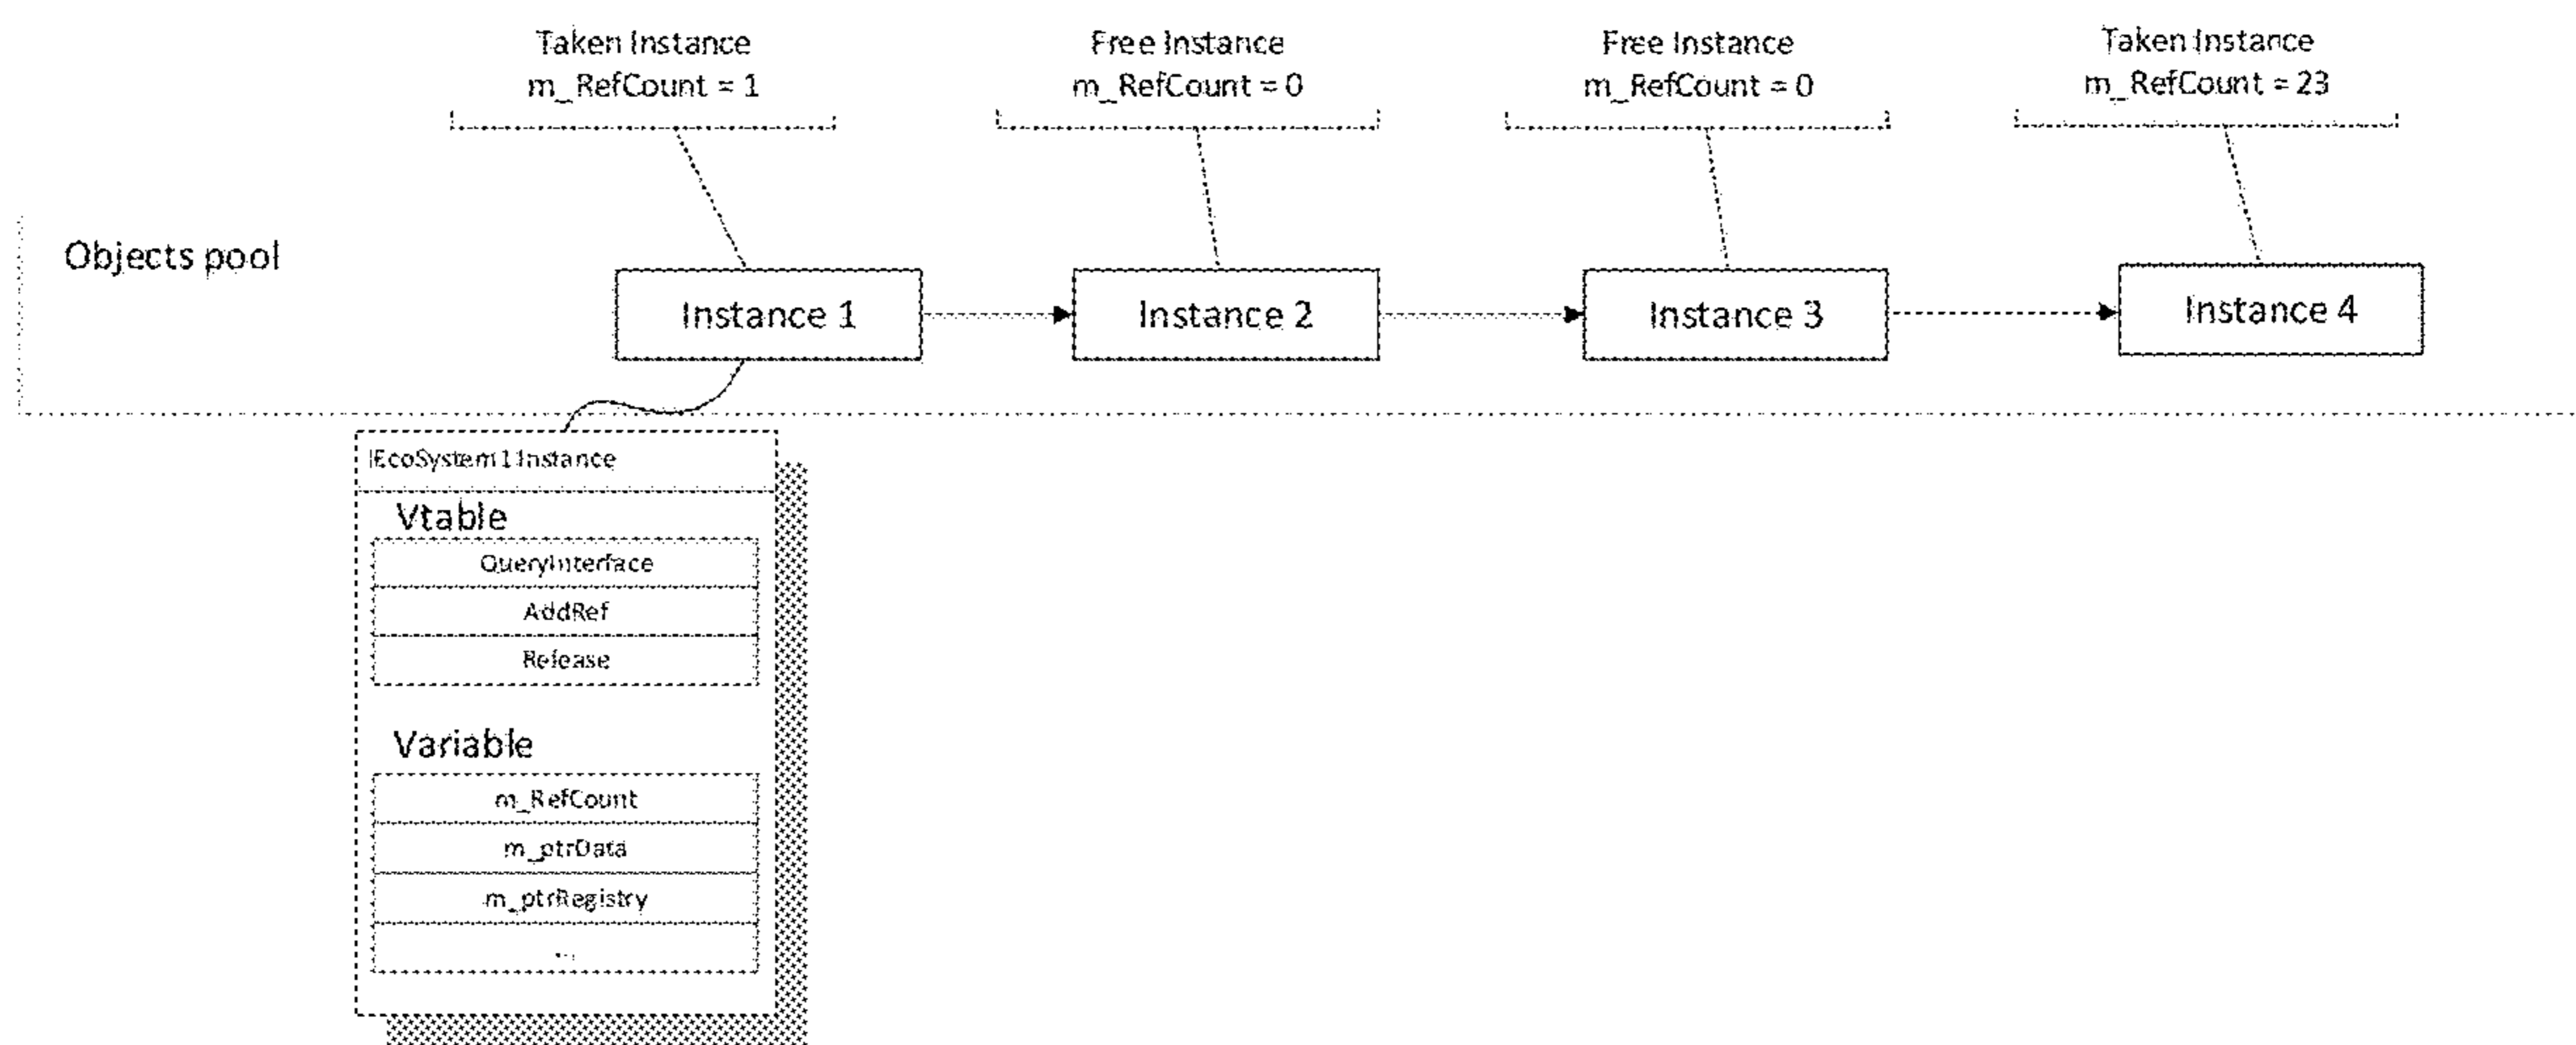 Taken Instance
m_RefCount = 1
Free Instance
m_RefCount = 0
Free Instance
m_RefCount = 0
Taken Instance
m_RefCount = 23
Objects pool
Instance 1
Instance 2
Instance 3
Instance 4
IEcoSystem1Instance
Vtable
QueryInterface
AddRef
Release
Variable
m_RefCount
m_ptrData
m_ptrRegistry
...